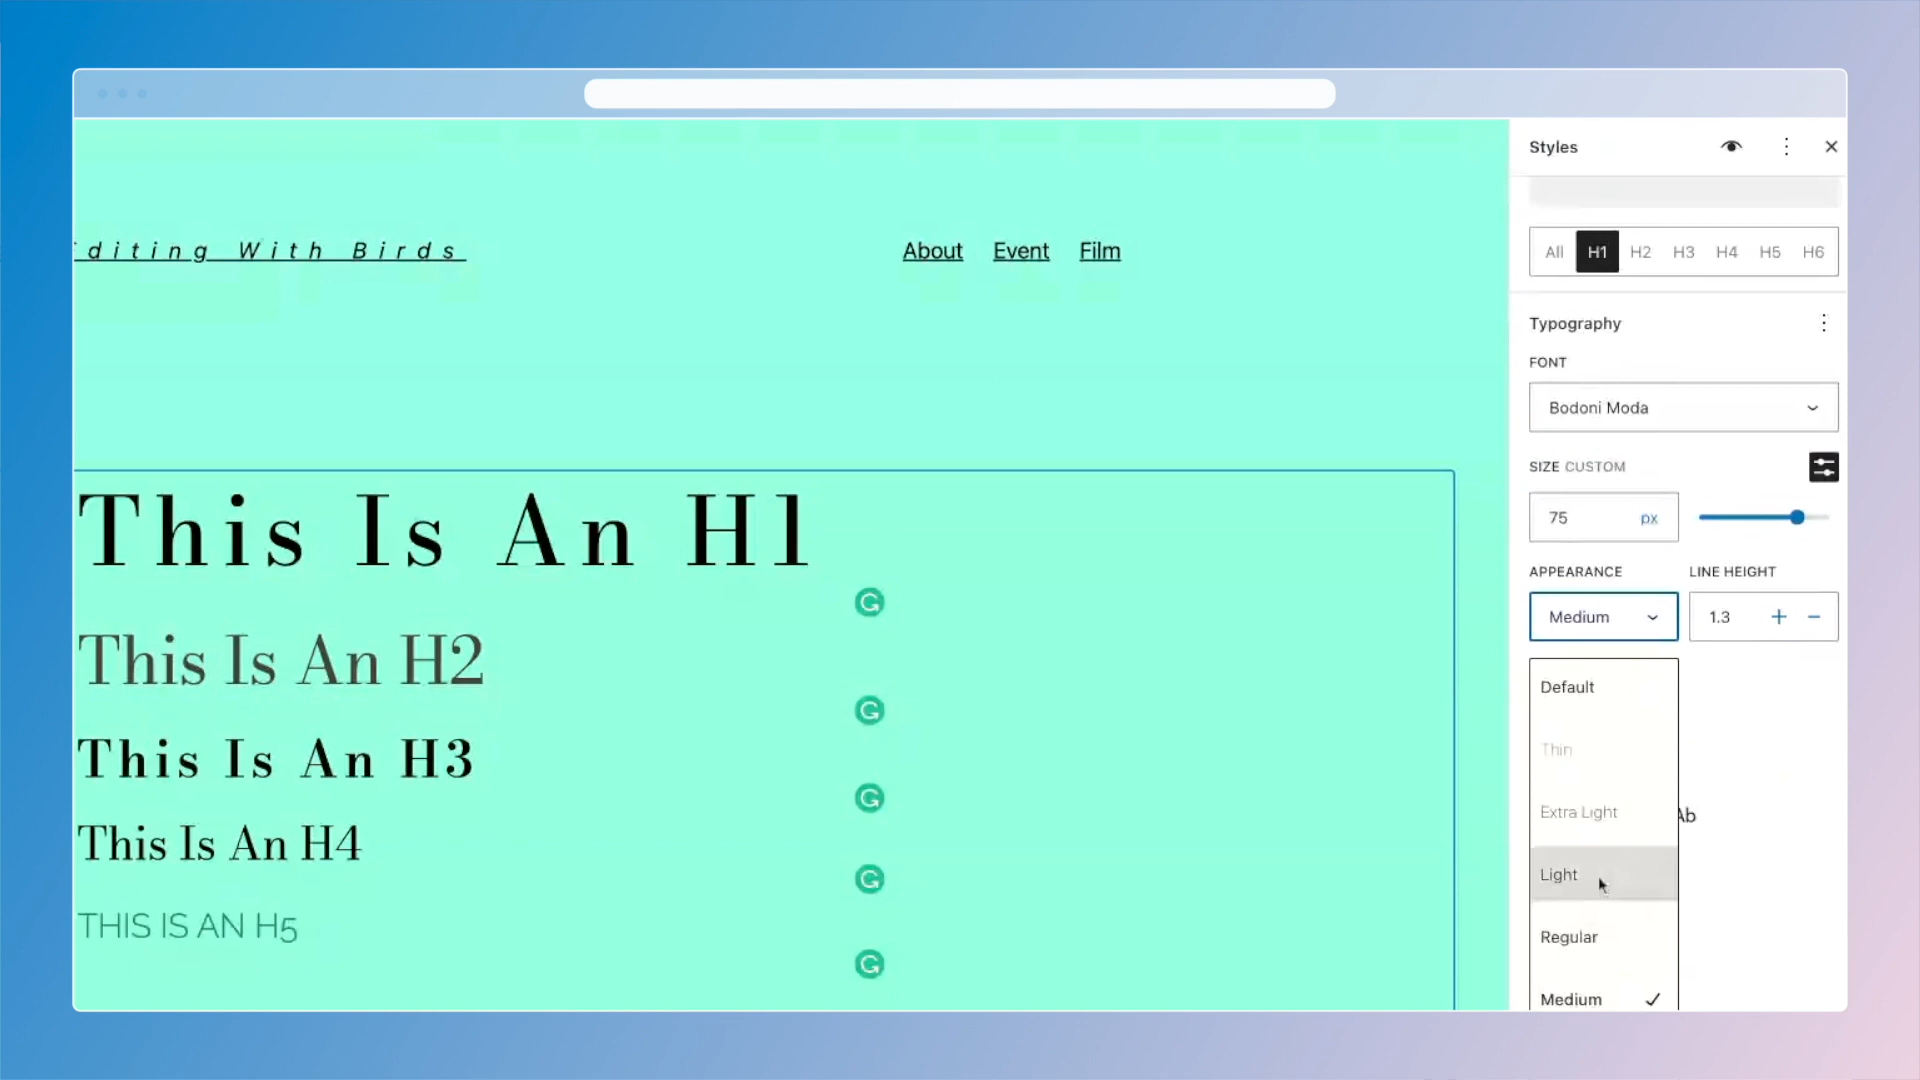 Styles
diting With Birds
About Event Film
All H1 H2 H3 H4 H5 H6
Typography
FONT
Bodoni Moda
SIZE CUSTOM
75 px
APPEARANCE LINE HEIGHT
Medium 1.3 + −
This Is An H1
This Is An H2
This Is An H3
This Is An H4
THIS IS AN H5
Default
Thin
Extra Light
Ab
Light
Regular
Medium